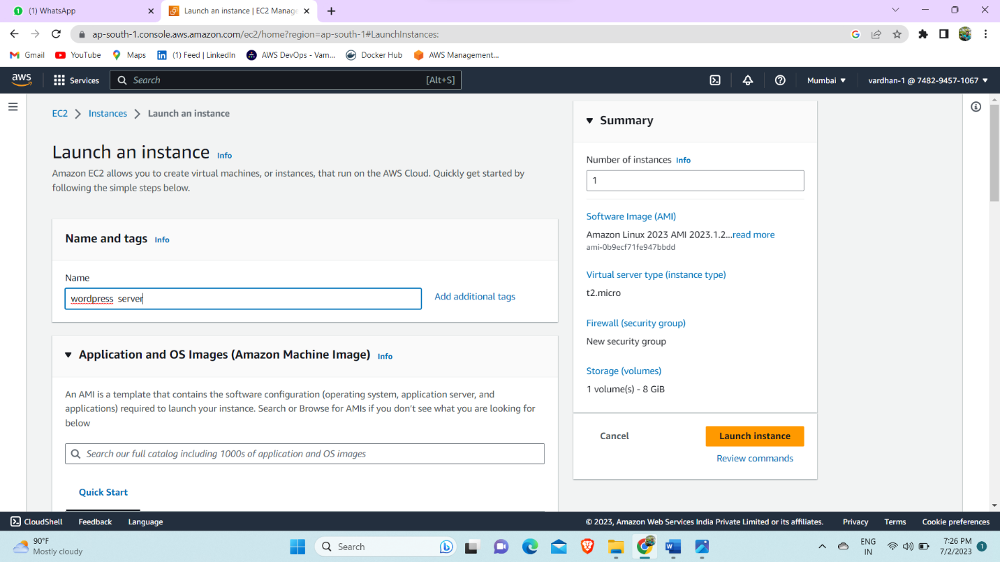 (1) WhatsApp
Launch an instance | EC2 Manage
ap-south-1.console.aws.amazon.com/ec2/home?region=ap-south-1#LaunchInstances:
Gmail
YouTube
Maps
(1) Feed | LinkedIn
AWS DevOps - Vam...
Docker Hub
AWS Management...
aws
Services
Search
[Alt+S]
Mumbai
vardhan-1 @ 7482-9457-1067
EC2
Instances
Launch an instance
Launch an instance Info
Amazon EC2 allows you to create virtual machines, or instances, that run on the AWS Cloud. Quickly get started by
following the simple steps below.
Name and tags Info
Name
wordpress server
Add additional tags
Application and OS Images (Amazon Machine Image) Info
An AMI is a template that contains the software configuration (operating system, application server, and
applications) required to launch your instance. Search or Browse for AMIs if you don't see what you are looking for
below
Search our full catalog including 1000s of application and OS images
Quick Start
Summary
Number of instances Info
1
Software Image (AMI)
Amazon Linux 2023 AMI 2023.1.2...read more
ami-0b9ecf71fe947bbdd
Virtual server type (instance type)
t2.micro
Firewall (security group)
New security group
Storage (volumes)
1 volume(s) - 8 GiB
Cancel
Launch instance
Review commands
CloudShell
Feedback
Language
© 2023, Amazon Web Services India Private Limited or its affiliates.
Privacy
Terms
Cookie preferences
90°F
Mostly cloudy
Search
ENG
IN
7:26 PM
7/2/2023
1